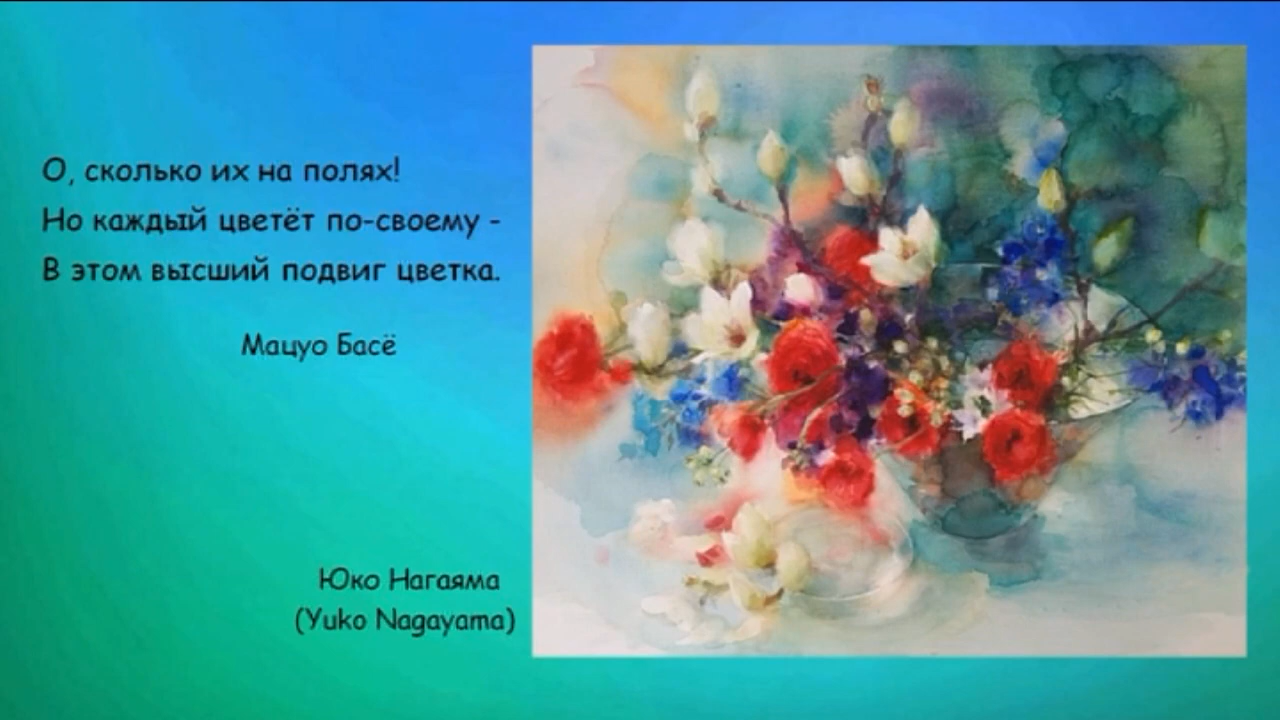 О, сколько их на полях!
Но каждый цветёт по-своему -
В этом высший подвиг цветка.
Мацуо Басё
Юко Нагаяма
(Yuko Nagayama)